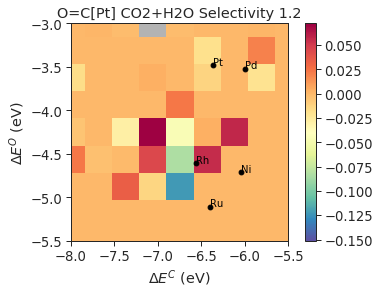 O=C[Pt] CO2+H2O Selectivity 1.2
−3.0
−3.5
−4.0
−4.5
−5.0
−5.5
ΔE^O (eV)
Pt
Pd
Rh
Ni
Ru
−8.0 −7.5 −7.0 −6.5 −6.0 −5.5
ΔE^C (eV)
0.050
0.025
0.000
−0.025
−0.050
−0.075
−0.100
−0.125
−0.150